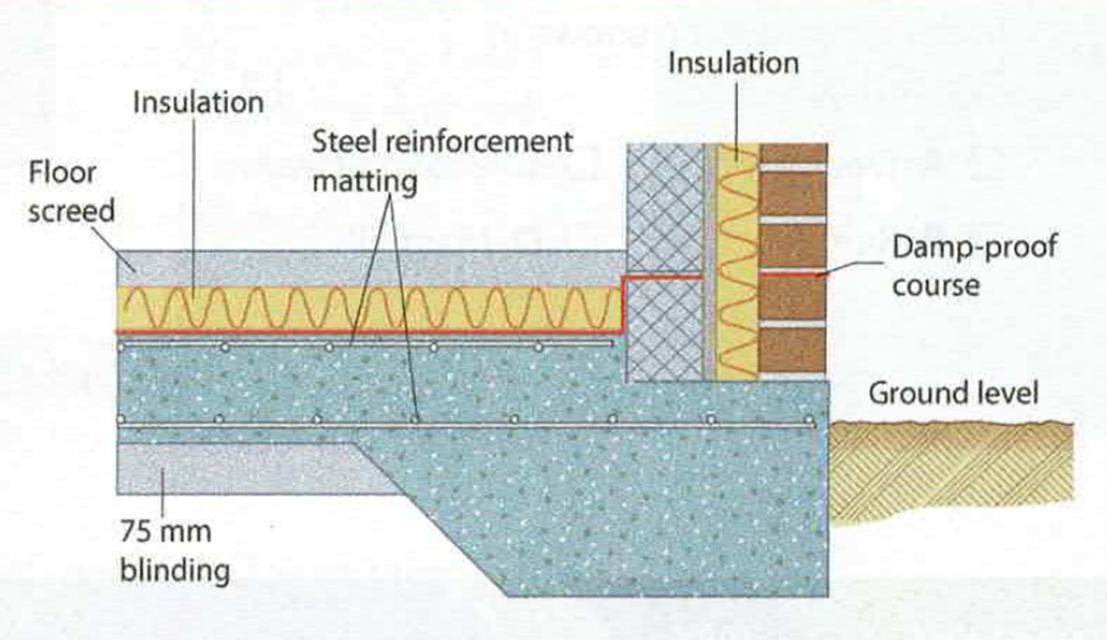 Insulation
Insulation
Steel reinforcement
matting
Floor
screed
Damp-proof
course
Ground level
75 mm
blinding